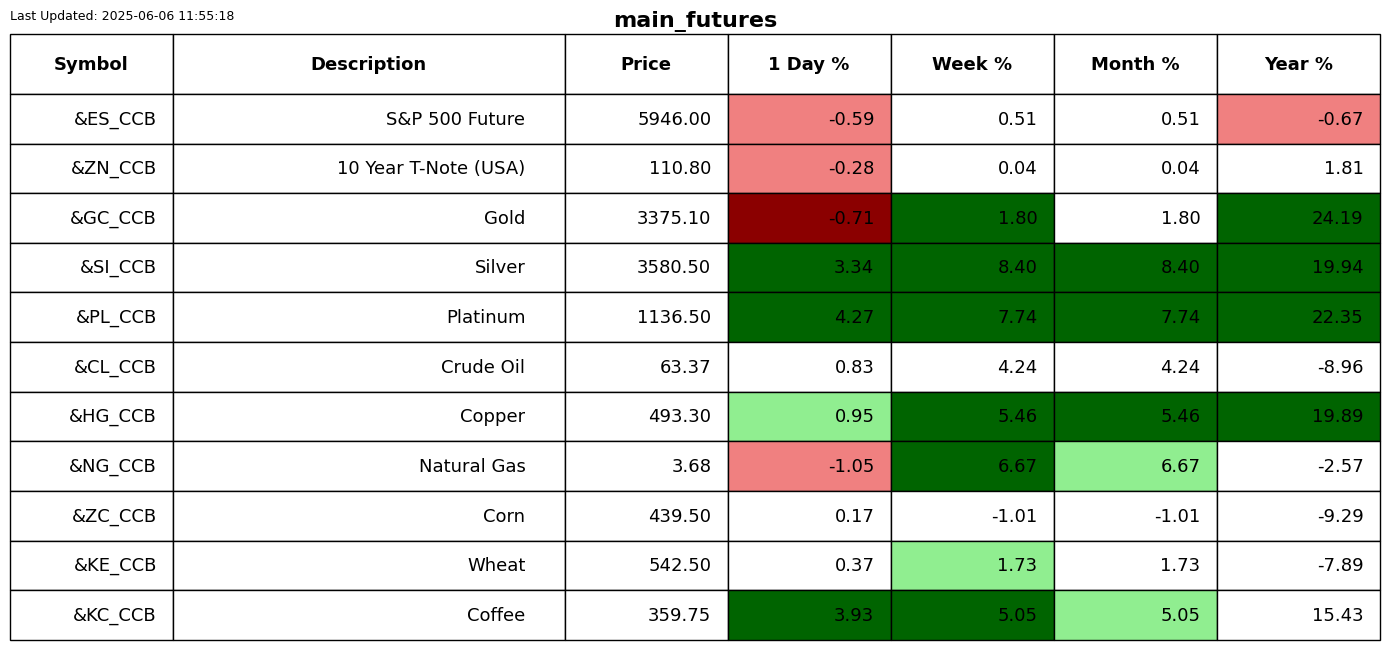 Last Updated: 2025-06-06 11:55:18
main_futures
Symbol Description Price 1 Day % Week % Month % Year %
&ES_CCB S&P 500 Future 5946.00 -0.59 0.51 0.51 -0.67
&ZN_CCB 10 Year T-Note (USA) 110.80 -0.28 0.04 0.04 1.81
&GC_CCB Gold 3375.10 -0.71 1.80 1.80 24.19
&SI_CCB Silver 3580.50 3.34 8.40 8.40 19.94
&PL_CCB Platinum 1136.50 4.27 7.74 7.74 22.35
&CL_CCB Crude Oil 63.37 0.83 4.24 4.24 -8.96
&HG_CCB Copper 493.30 0.95 5.46 5.46 19.89
&NG_CCB Natural Gas 3.68 -1.05 6.67 6.67 -2.57
&ZC_CCB Corn 439.50 0.17 -1.01 -1.01 -9.29
&KE_CCB Wheat 542.50 0.37 1.73 1.73 -7.89
&KC_CCB Coffee 359.75 3.93 5.05 5.05 15.43